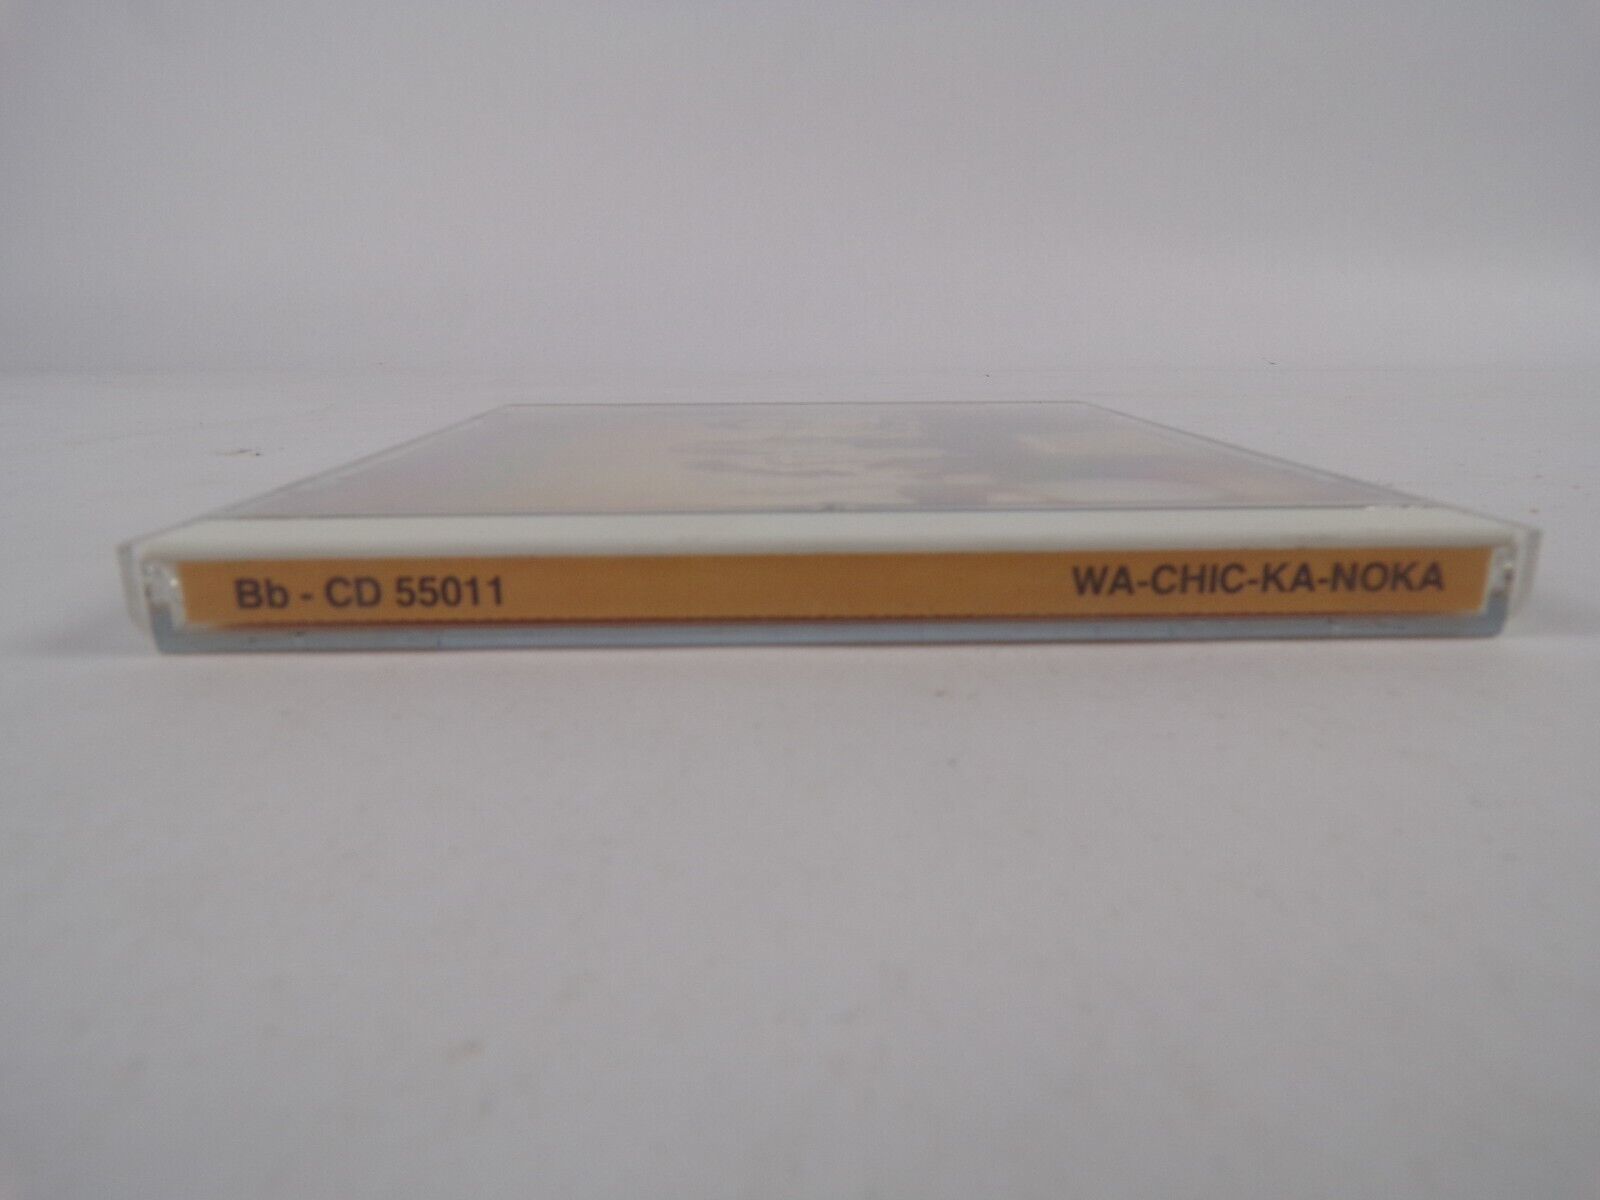 Bb - CD 55011 WA-CHIC-KA-NOKA